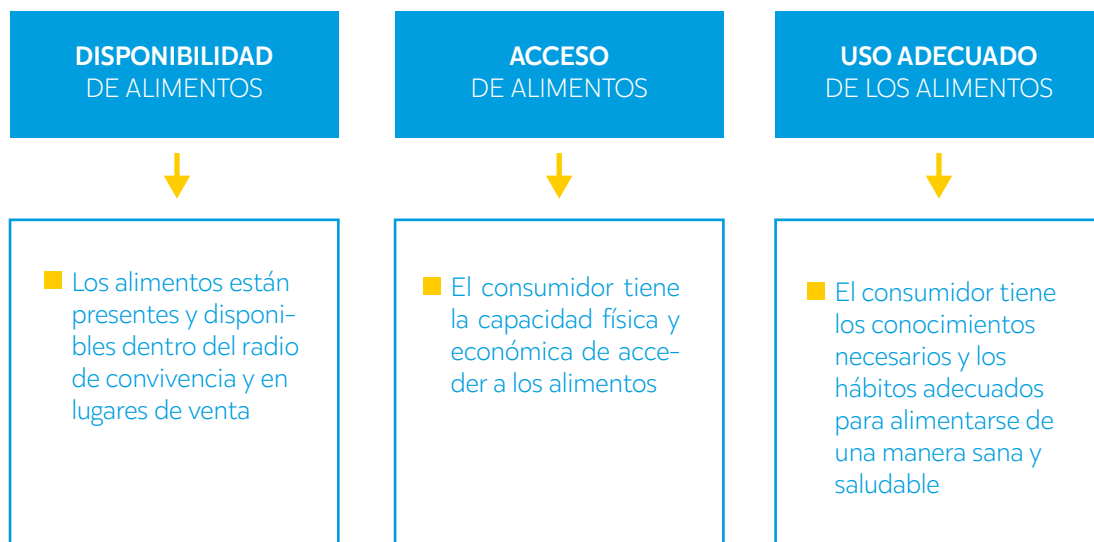 DISPONIBILIDAD
DE ALIMENTOS
Los alimentos están
presentes y disponi-
bles dentro del radio
de convivencia y en
lugares de venta
ACCESO
DE ALIMENTOS
El consumidor tiene
la capacidad física y
económica de acce-
der a los alimentos
USO ADECUADO
DE LOS ALIMENTOS
El consumidor tiene
los conocimientos
necesarios y los
hábitos adecuados
para alimentarse de
una manera sana y
saludable